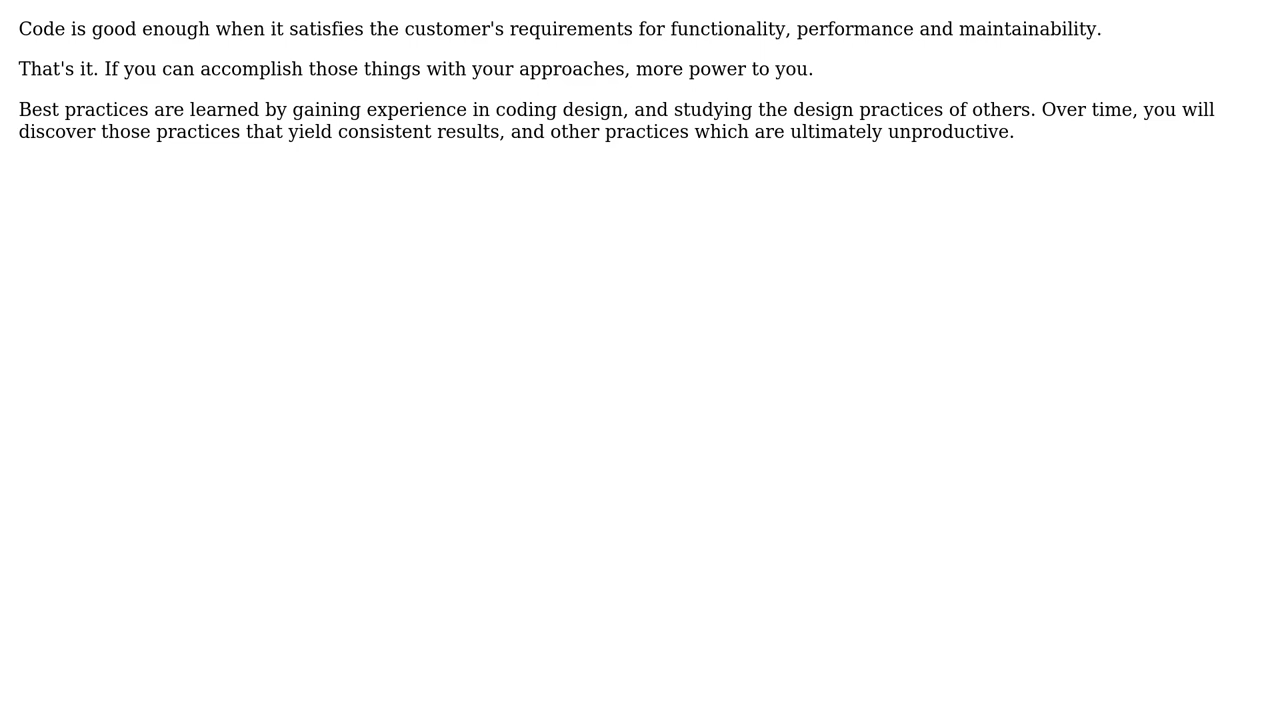 Code is good enough when it satisfies the customer's requirements for functionality, performance and maintainability.
That's it. If you can accomplish those things with your approaches, more power to you.
Best practices are learned by gaining experience in coding design, and studying the design practices of others. Over time, you will
discover those practices that yield consistent results, and other practices which are ultimately unproductive.